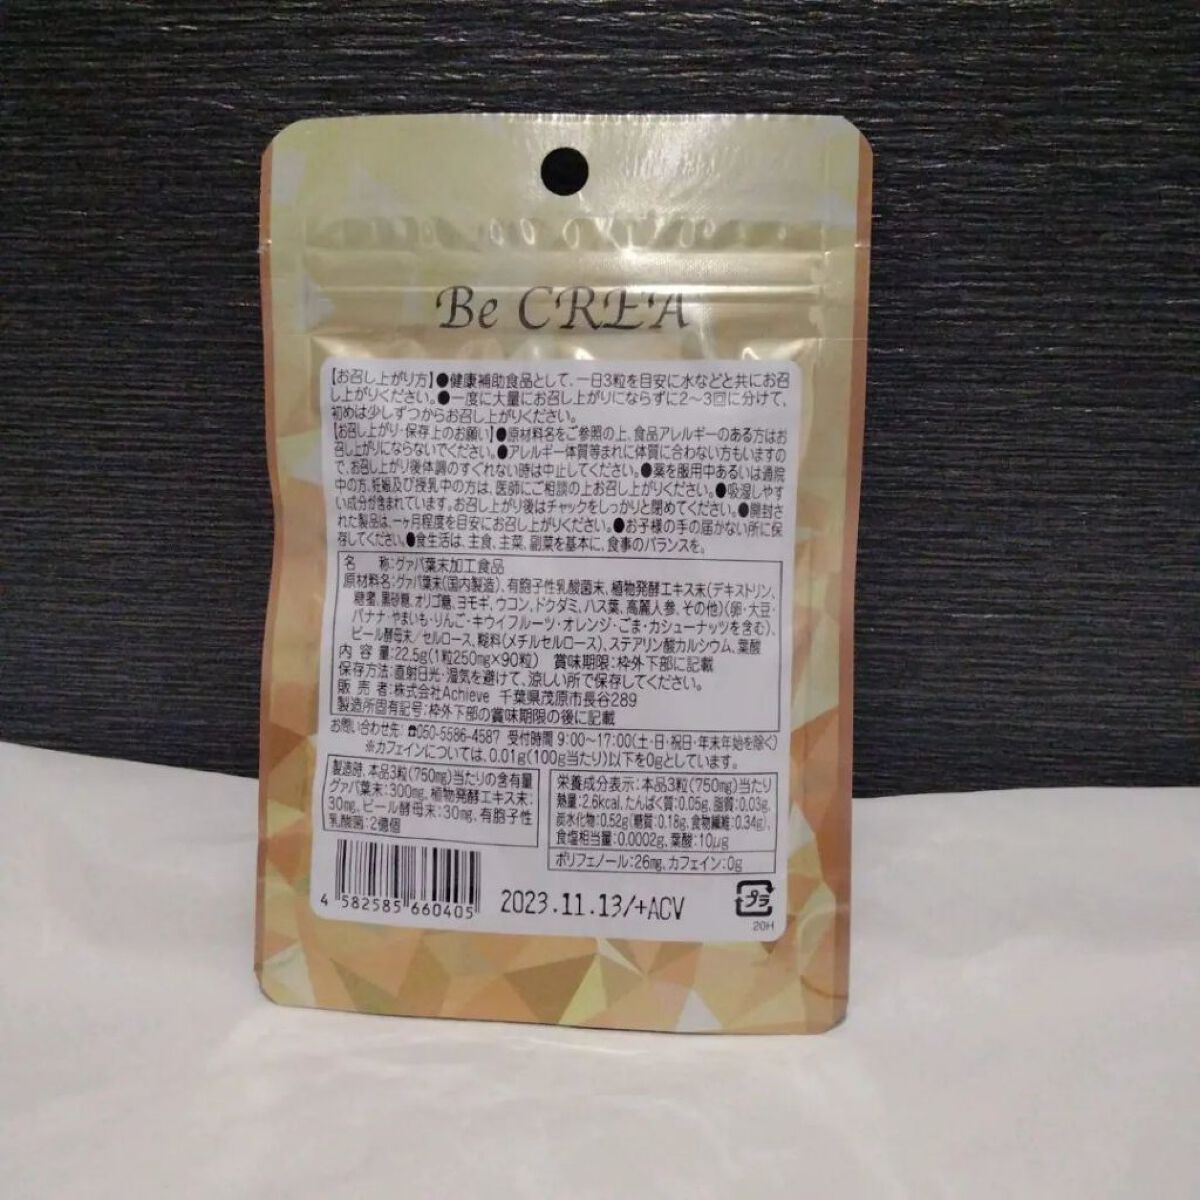 Be CREA
【お召し上がり方】●健康補助食品として、一日3粒を目安に水などと共にお召
し上がりください。●一度に大量にお召し上がりにならずに2〜3回に分けて、
初めは少しずつからお召し上がりください。
【お召し上がり・保存上のお願い】●原材料名をご参照の上、食品アレルギーのある方はお
召し上がりにならないでください。●アレルギー体質等まれに体質に合わない方もいますの
で、お召し上がり後体調のすぐれない時は中止してください。●薬を服用中あるいは通院
中の方、妊娠及び授乳中の方は、医師にご相談の上お召し上がりください。●吸湿しやす
い成分が含まれています。お召し上がり後はチャックをしっかりと閉めてください。●開封さ
れた製品は、一ヶ月程度を目安にお召し上がりください。●お子様の手の届かない所に保
存してください。●食生活は、主食、主菜、副菜を基本に、食事のバランスを。
名 称:グァバ葉末加工食品
原材料名:グァバ葉末(国内製造)、有胞子性乳酸菌末、植物発酵エキス末(デキストリン、
糖蜜、黒砂糖、オリゴ糖、ヨモギ、ウコン、ドクダミ、ハス葉、高麗人参、その他)(卵・大豆・
バナナ・やまいも・りんご・キウイフルーツ・オレンジ・ごま・カシューナッツを含む)、
ビール酵母末/セルロース、糊料(メチルセルロース)、ステアリン酸カルシウム、葉酸
内 容 量:22.5g(1粒250mg×90粒) 賞味期限:枠外下部に記載
保存方法:直射日光・湿気を避けて、涼しい所で保存してください。
販 売 者:株式会社Achieve 千葉県茂原市長谷289
製造所固有記号:枠外下部の賞味期限の後に記載
お問い合わせ先:☎050-5586-4587 受付時間 9:00〜17:00(土・日・祝日・年末年始を除く)
※カフェインについては、0.01g(100g当たり)以下を0gとしています。
製造時、本品3粒(750mg)当たりの含有量
グァバ葉末:300mg、植物発酵エキス末:
30mg、ビール酵母末:30mg、有胞子性
乳酸菌:2億個
栄養成分表示:本品3粒(750mg)当たり
熱量:2.6kcal、たんぱく質:0.05g、脂質:0.03g、
炭水化物:0.52g(糖質:0.18g、食物繊維:0.34g)、
食塩相当量:0.0002g、葉酸:10μg
ポリフェノール:26mg、カフェイン:0g
4 582585 660405
2023.11.13/+ACV
プラ
20H